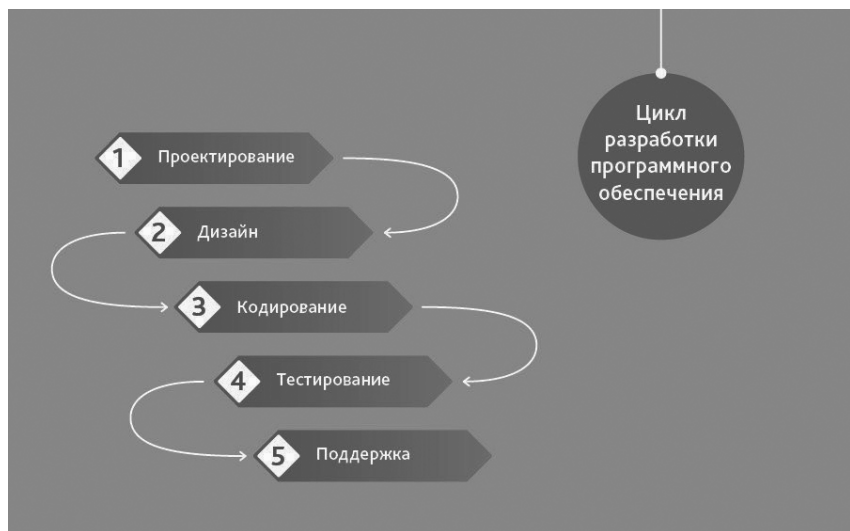 Цикл
разработки
программного
обеспечения
1 Проектирование
2 Дизайн
3 Кодирование
4 Тестирование
5 Поддержка